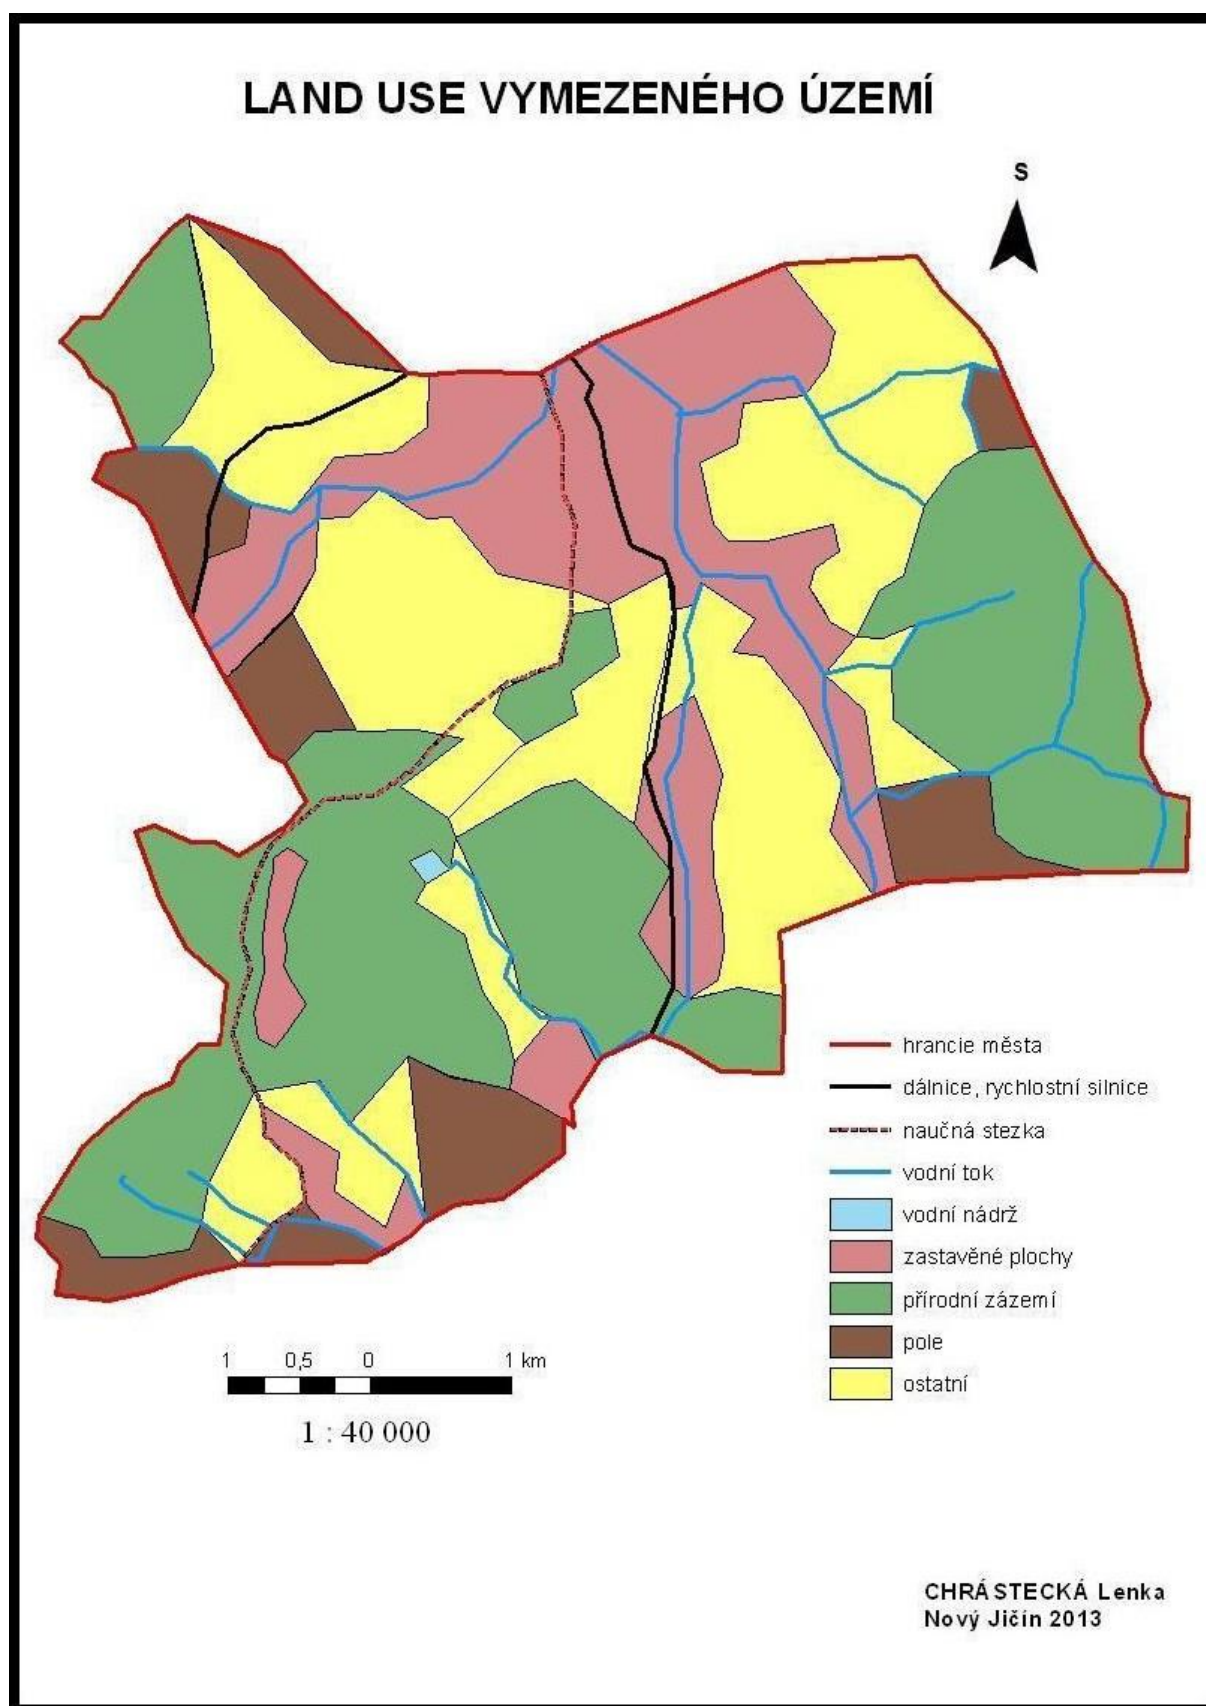 LAND USE VYMEZENÉHO ÚZEMÍ
S
hrancie města
dálnice, rychlostní silnice
naučná stezka
vodní tok
vodní nádrž
zastavěné plochy
přírodní zázemí
pole
ostatní
1 0,5 0 1 km
1 : 40 000
CHRÁSTECKÁ Lenka
Nový Jičín 2013